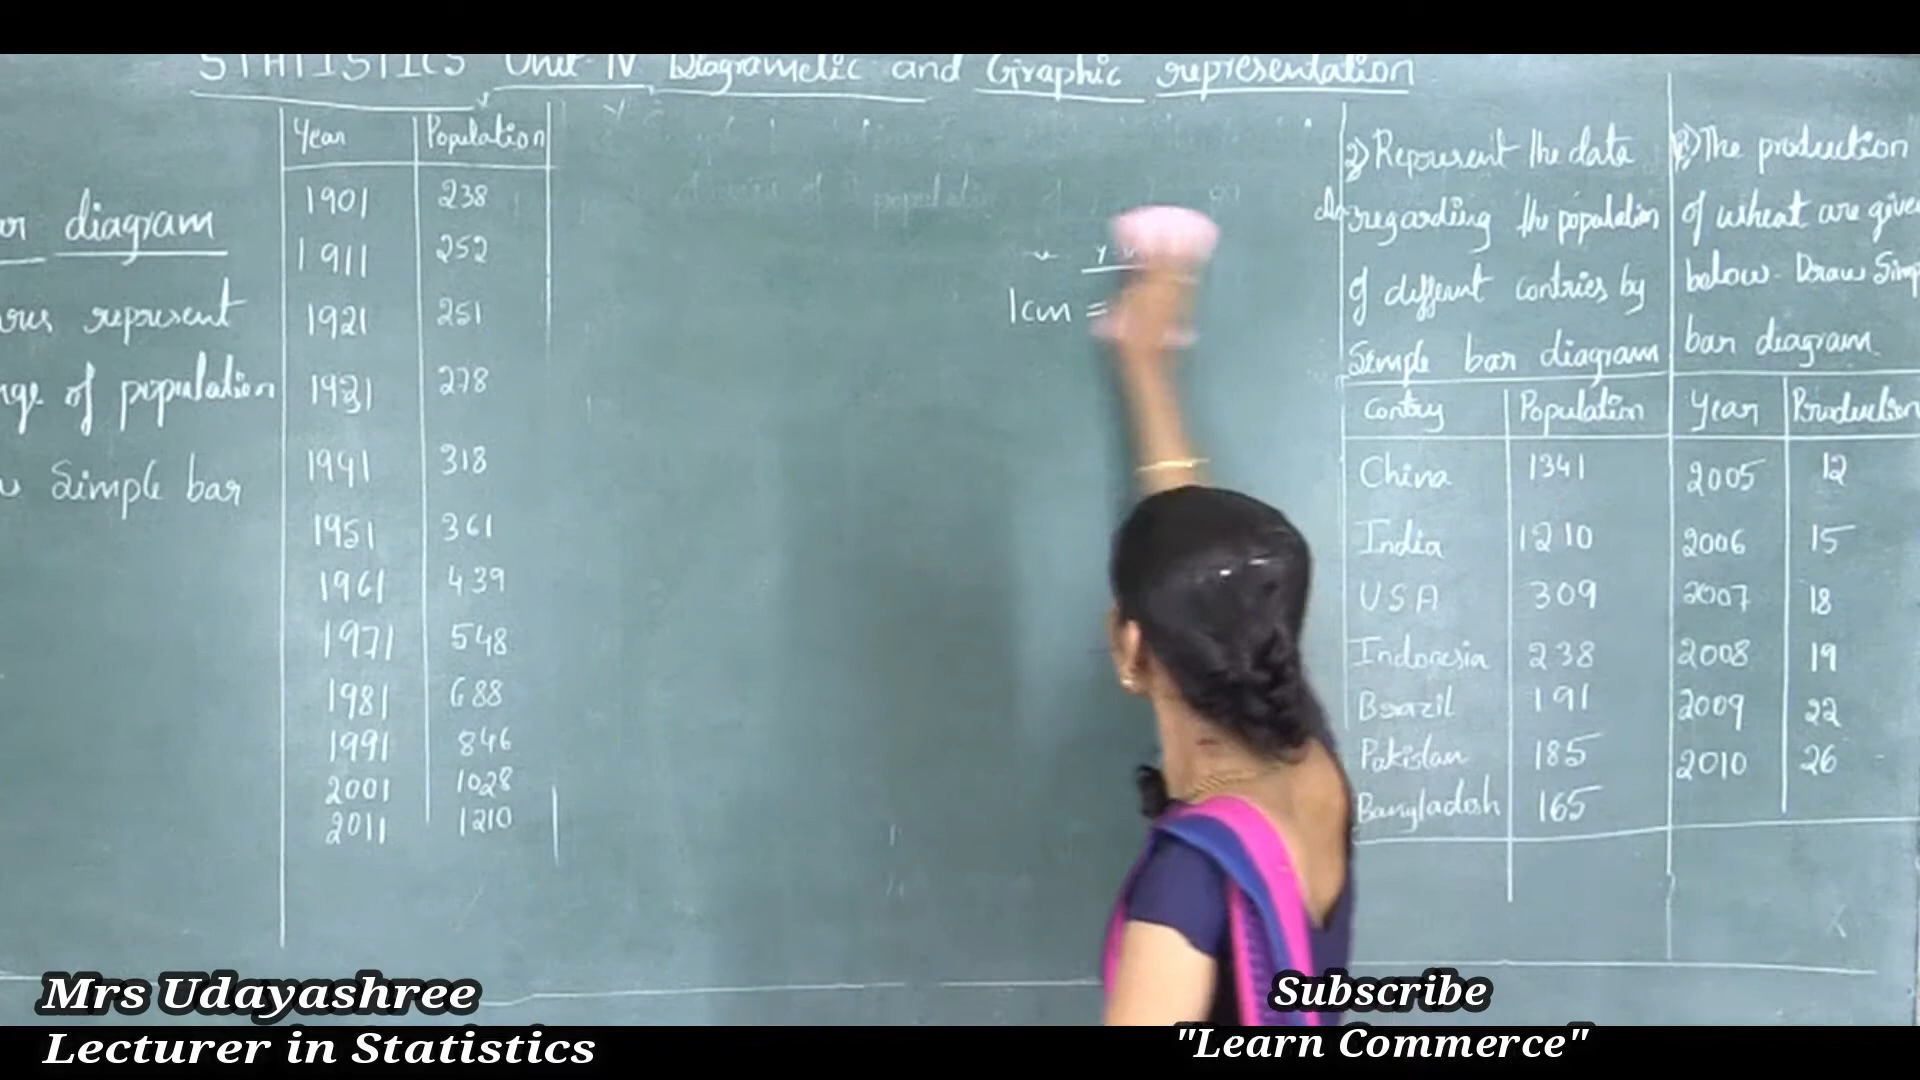 STATISTICS Unit-IV Diagrametic and Graphic representation
diagram
represent
of population
Simple bar
Year Population
1901 238
1911 252
1921 251
1931 278
1941 318
1951 361
1961 439
1971 548
1981 688
1991 846
2001 1028
2011 1210
population
1cm =
2) Represent the data
regarding the population
of different contries by
Simple bar diagram
Contry Population
China 1341
India 1210
USA 309
Indonesia 238
Brazil 191
Pakistan 185
Bangladesh 165
The production
of wheat are given
below. Draw Simp
bar diagram
Year Production
2005 12
2006 15
2007 18
2008 19
2009 22
2010 26
Mrs Udayashree
Lecturer in Statistics
Subscribe
"Learn Commerce"